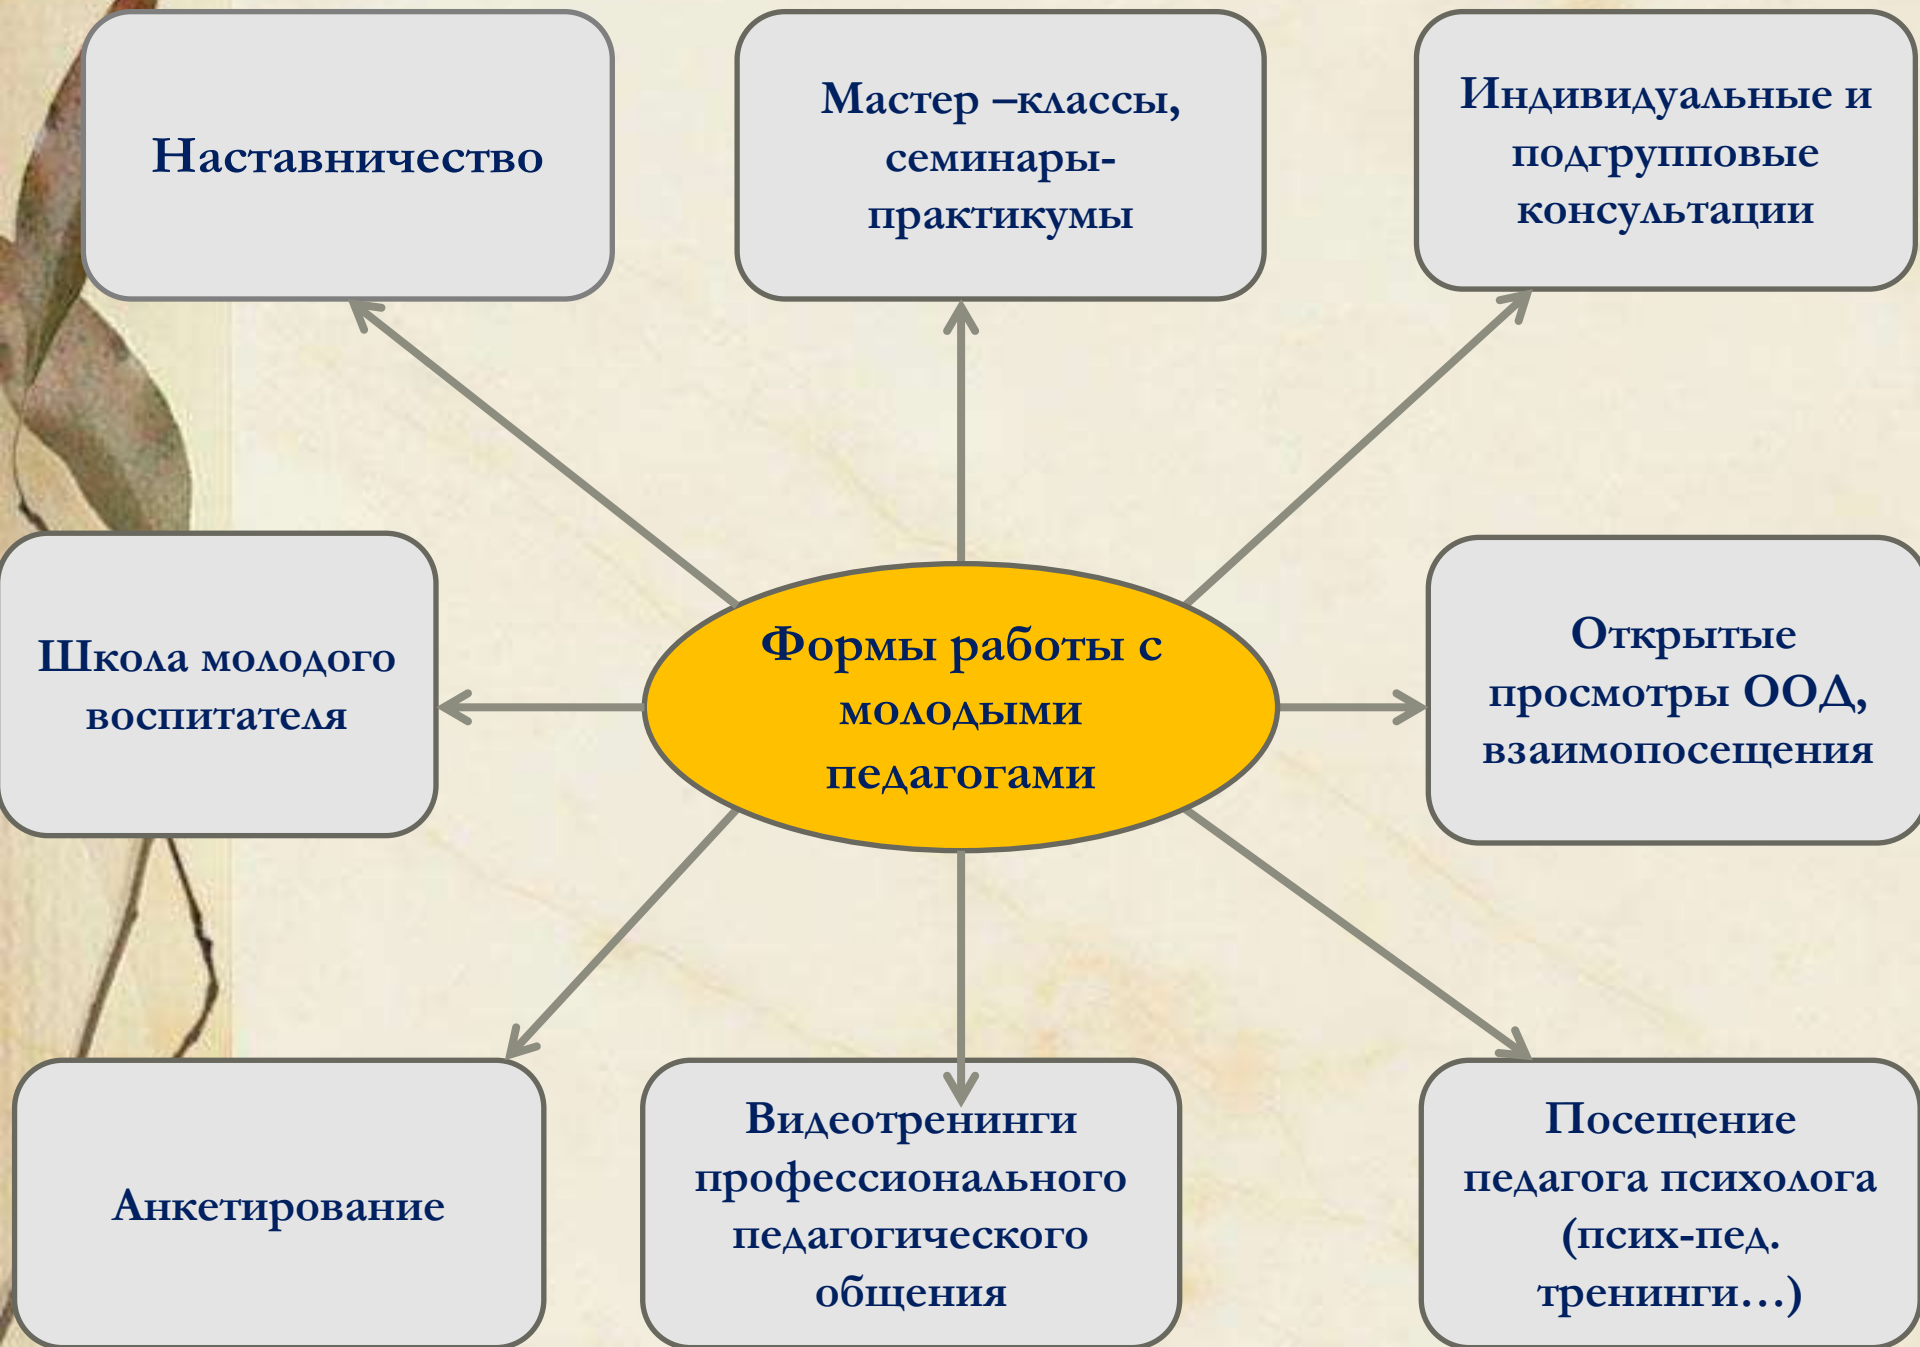 Наставничество
Мастер –классы,
семинары-
практикумы
Индивидуальные и
подгрупповые
консультации
Школа молодого
воспитателя
Формы работы с
молодыми
педагогами
Открытые
просмотры ООД,
взаимопосещения
Анкетирование
Видеотренинги
профессионального
педагогического
общения
Посещение
педагога психолога
(псих-пед.
тренинги…)